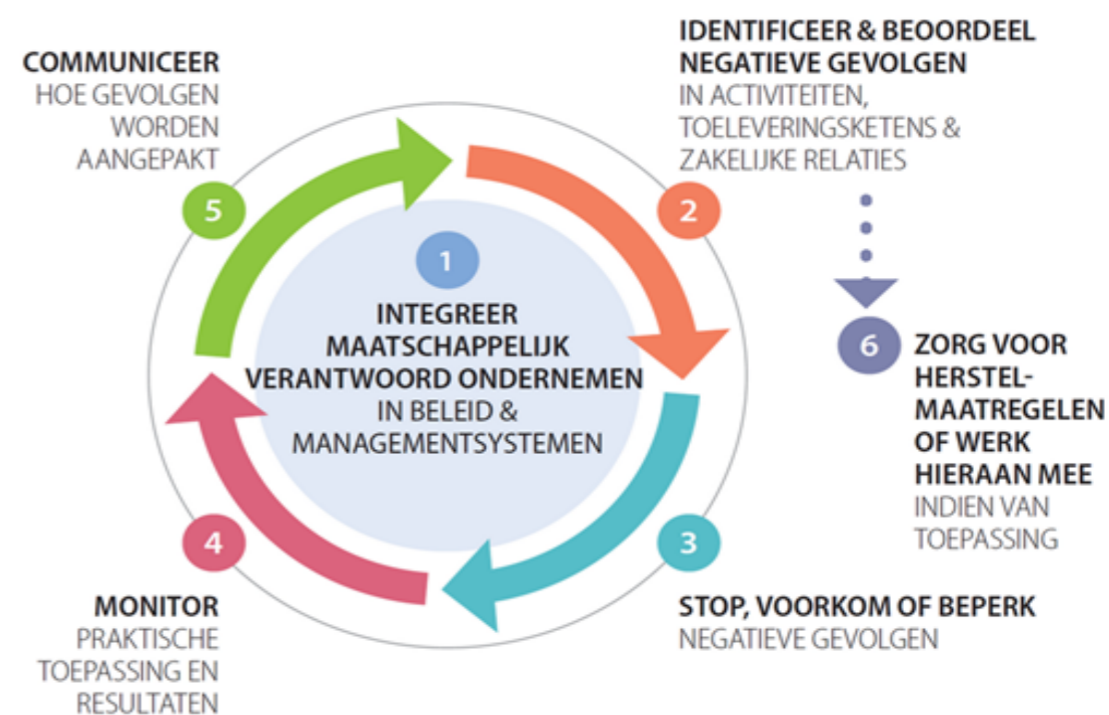 1
INTEGREER
MAATSCHAPPELIJK
VERANTWOORD ONDERNEMEN
IN BELEID &
MANAGEMENTSYSTEMEN
IDENTIFICEER & BEOORDEEL
NEGATIEVE GEVOLGEN
IN ACTIVITEITEN,
TOELEVERINGSKETENS &
ZAKELIJKE RELATIES
2
3
STOP, VOORKOM OF BEPERK
NEGATIEVE GEVOLGEN
4
MONITOR
PRAKTISCHE
TOEPASSING EN
RESULTATEN
COMMUNICEER
HOE GEVOLGEN
WORDEN
AANGEPAKT
5
6
ZORG VOOR
HERSTEL-
MAATREGELEN
OF WERK
HIERAAN MEE
INDIEN VAN
TOEPASSING